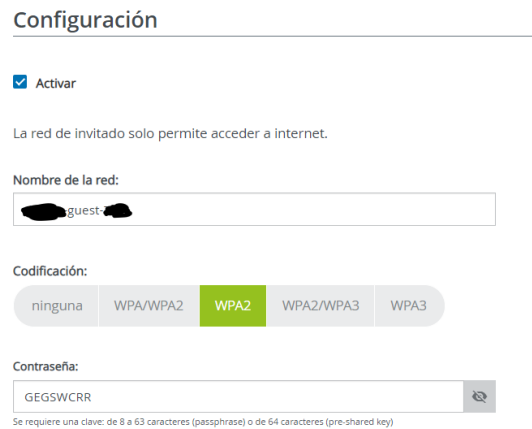 Configuración
Activar
La red de invitado solo permite acceder a internet.
Nombre de la red:
guest-
Codificación:
ninguna WPA/WPA2 WPA2 WPA2/WPA3 WPA3
Contraseña:
GEGSWCRR
Se requiere una clave: de 8 a 63 caracteres (passphrase) o de 64 caracteres (pre-shared key)